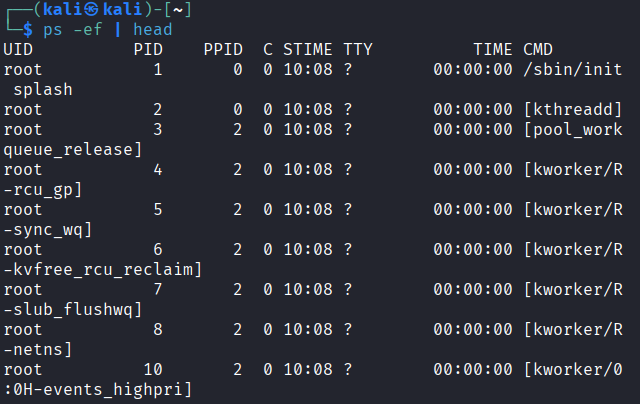 ┌──(kali㉿kali)-[~]
└─$ ps -ef | head
UID          PID    PPID  C STIME TTY          TIME CMD
root           1       0  0 10:08 ?        00:00:00 /sbin/init
 splash
root           2       0  0 10:08 ?        00:00:00 [kthreadd]
root           3       2  0 10:08 ?        00:00:00 [pool_work
queue_release]
root           4       2  0 10:08 ?        00:00:00 [kworker/R
-rcu_gp]
root           5       2  0 10:08 ?        00:00:00 [kworker/R
-sync_wq]
root           6       2  0 10:08 ?        00:00:00 [kworker/R
-kvfree_rcu_reclaim]
root           7       2  0 10:08 ?        00:00:00 [kworker/R
-slub_flushwq]
root           8       2  0 10:08 ?        00:00:00 [kworker/R
-netns]
root          10       2  0 10:08 ?        00:00:00 [kworker/0
:0H-events_highpri]